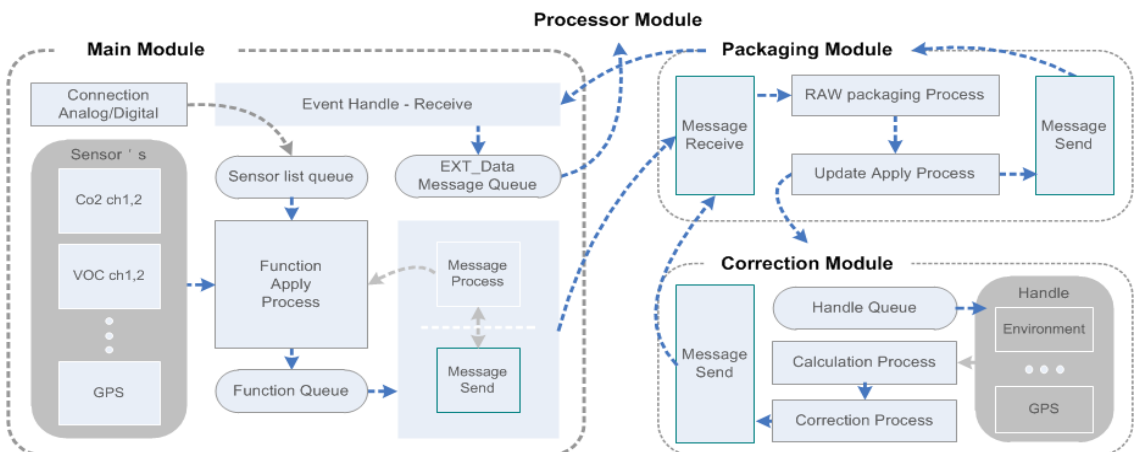 Processor Module
Main Module
Connection
Analog/Digital
Event Handle - Receive
Sensor ' s
Sensor list queue
EXT_Data
Message Queue
Co2 ch1,2
VOC ch1,2
GPS
Function
Apply
Process
Message
Process
Message
Send
Function Queue
Packaging Module
Message
Receive
RAW packaging Process
Update Apply Process
Message
Send
Correction Module
Message
Send
Handle Queue
Calculation Process
Correction Process
Handle
Environment
GPS